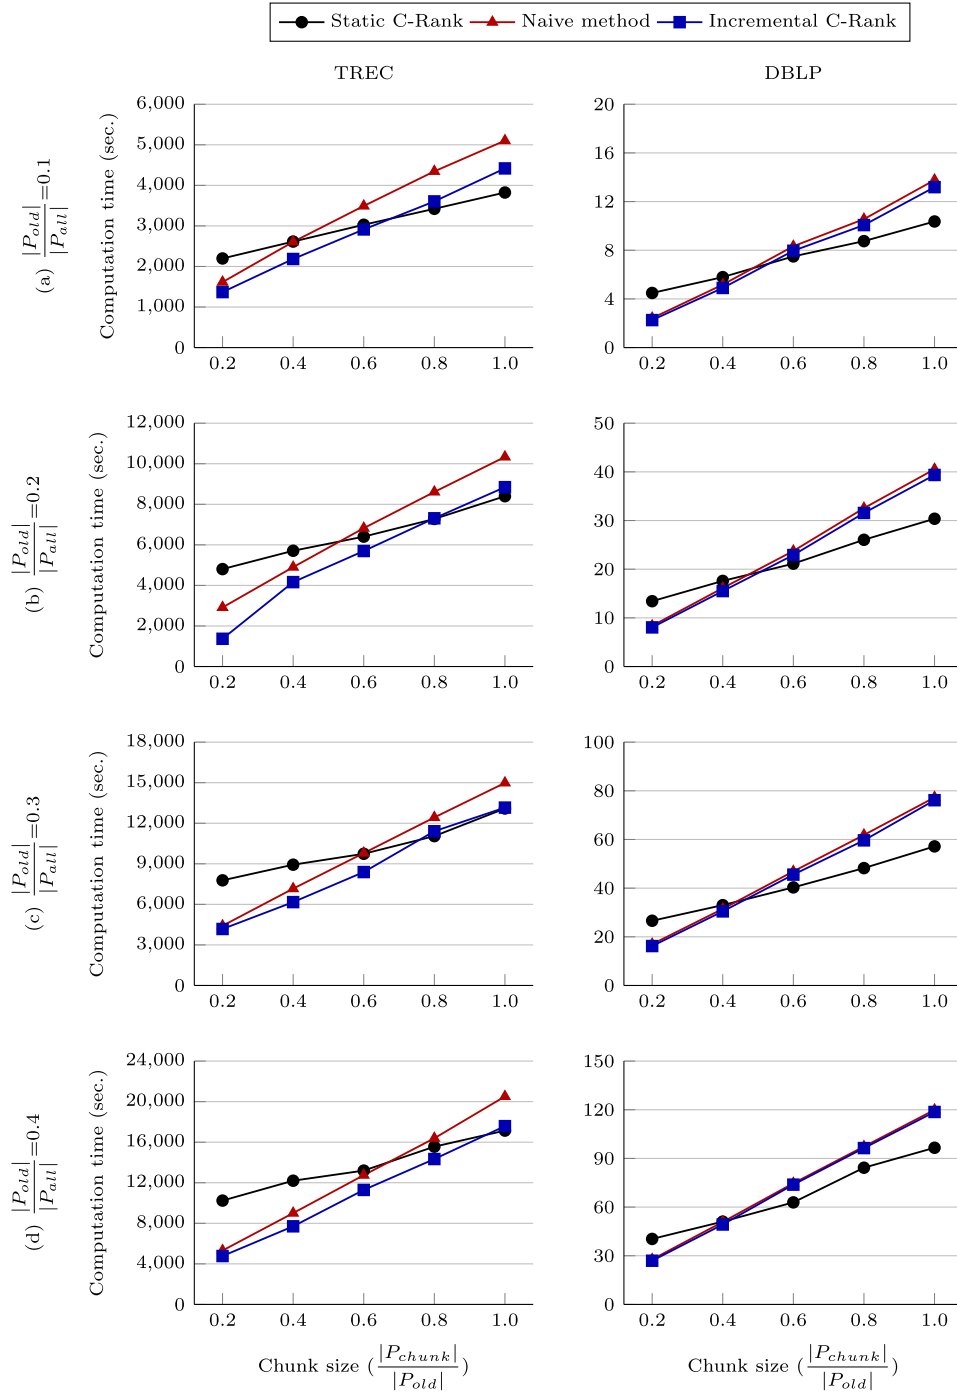 Static C-Rank Naive method Incremental C-Rank
TREC
DBLP
(a) |P_old| / |P_all| =0.1
Computation time (sec.)
6,000
5,000
4,000
3,000
2,000
1,000
0
0.2 0.4 0.6 0.8 1.0
20
16
12
8
4
0
0.2 0.4 0.6 0.8 1.0
(b) |P_old| / |P_all| =0.2
Computation time (sec.)
12,000
10,000
8,000
6,000
4,000
2,000
0
0.2 0.4 0.6 0.8 1.0
50
40
30
20
10
0
0.2 0.4 0.6 0.8 1.0
(c) |P_old| / |P_all| =0.3
Computation time (sec.)
18,000
15,000
12,000
9,000
6,000
3,000
0
0.2 0.4 0.6 0.8 1.0
100
80
60
40
20
0
0.2 0.4 0.6 0.8 1.0
(d) |P_old| / |P_all| =0.4
Computation time (sec.)
24,000
20,000
16,000
12,000
8,000
4,000
0
0.2 0.4 0.6 0.8 1.0
Chunk size ( |P_chunk| / |P_old| )
150
120
90
60
30
0
0.2 0.4 0.6 0.8 1.0
Chunk size ( |P_chunk| / |P_old| )